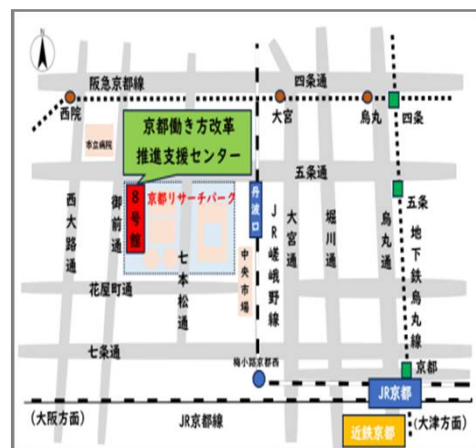 N
阪急京都線
四条通
西院
大宮
烏丸
四条
市立病院
京都働き方改革
推進支援センター
五条通
8号館
京都リサーチパーク
丹波口
五条
西大路通
御前通
七本松通
中央市場
JR嵯峨野線
大宮通
堀川通
烏丸通
地下鉄烏丸線
花屋町通
七条通
梅小路京都西
京都
JR京都
(大阪方面)
JR京都線
近鉄京都
(大津方面)